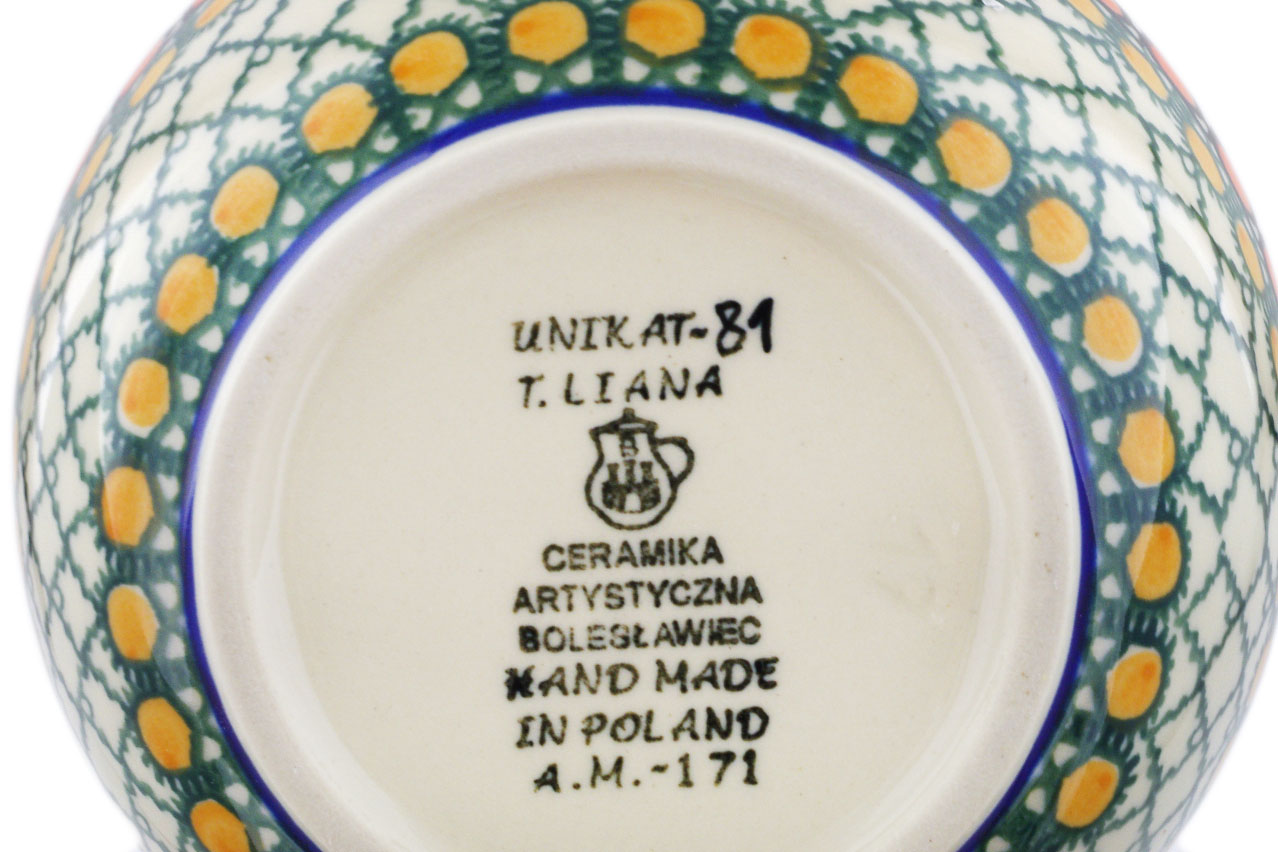 UNIKAT-81
T. LIANA
CERAMIKA
ARTYSTYCZNA
BOLESŁAWIEC
HAND MADE
IN POLAND
A.M.-171